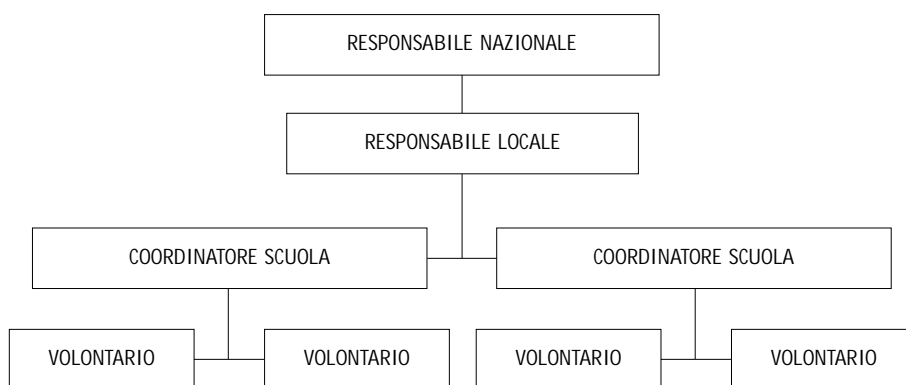 RESPONSABILE NAZIONALE
RESPONSABILE LOCALE
COORDINATORE SCUOLA
COORDINATORE SCUOLA
VOLONTARIO
VOLONTARIO
VOLONTARIO
VOLONTARIO